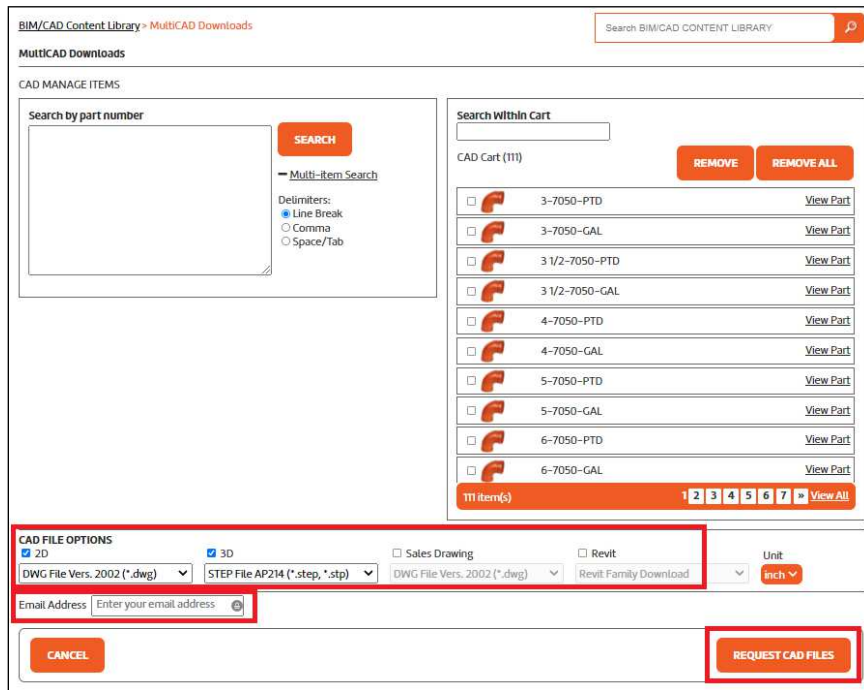 BIM/CAD Content Library > MultiCAD Downloads
Search BIM/CAD CONTENT LIBRARY
MultiCAD Downloads
CAD MANAGE ITEMS
Search by part number
SEARCH
Multi-item Search
Delimiters:
Line Break
Comma
Space/Tab
Search Within Cart
CAD Cart (111)
REMOVE
REMOVE ALL
3-7050-PTD View Part
3-7050-GAL View Part
3 1/2-7050-PTD View Part
3 1/2-7050-GAL View Part
4-7050-PTD View Part
4-7050-GAL View Part
5-7050-PTD View Part
5-7050-GAL View Part
6-7050-PTD View Part
6-7050-GAL View Part
111 item(s) 1 2 3 4 5 6 7 » View All
CAD FILE OPTIONS
2D 3D Sales Drawing Revit Unit
DWG File Vers. 2002 (*.dwg) STEP File AP214 (*.step, *.stp) DWG File Vers. 2002 (*.dwg) Revit Family Download inch
Email Address Enter your email address
CANCEL REQUEST CAD FILES